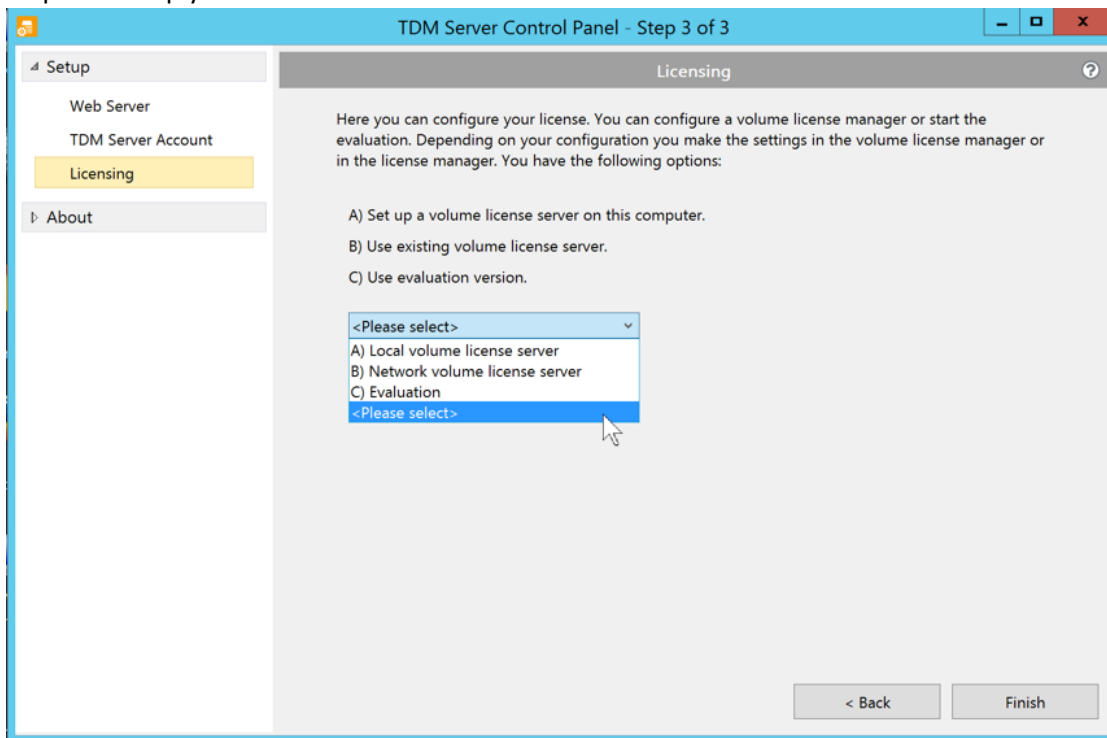 TDM Server Control Panel - Step 3 of 3
Setup
Web Server
TDM Server Account
Licensing
About
Licensing
Here you can configure your license. You can configure a volume license manager or start the
evaluation. Depending on your configuration you make the settings in the volume license manager or
in the license manager. You have the following options:
A) Set up a volume license server on this computer.
B) Use existing volume license server.
C) Use evaluation version.
<Please select>
A) Local volume license server
B) Network volume license server
C) Evaluation
<Please select>
< Back
Finish